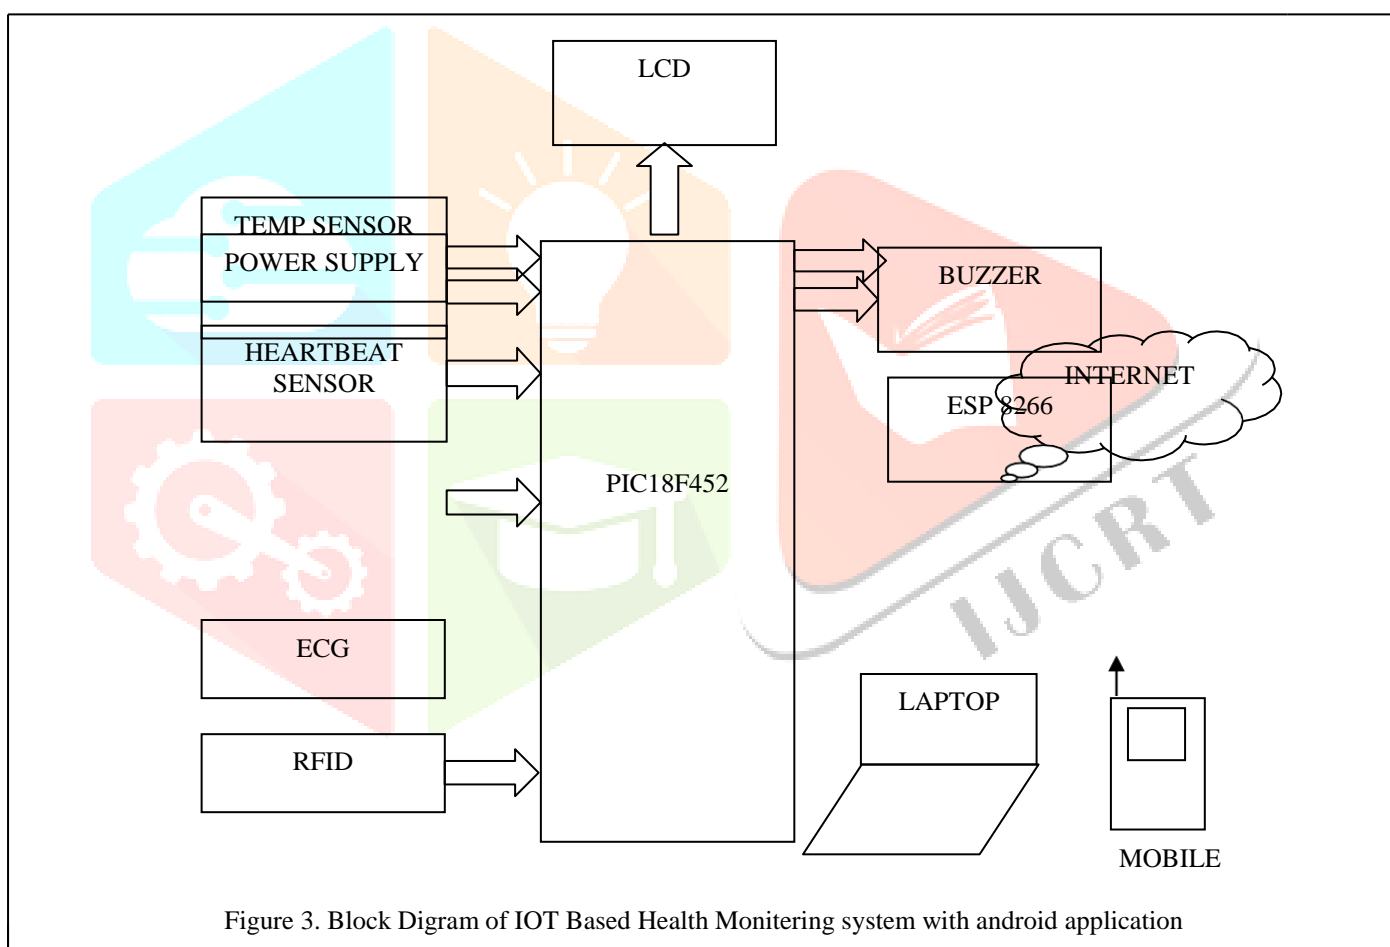 LCD
TEMP SENSOR
POWER SUPPLY
BUZZER
HEARTBEAT
SENSOR
INTERNET
ESP 8266
PIC18F452
IJCRT
ECG
LAPTOP
RFID
MOBILE
Figure 3. Block Digram of IOT Based Health Monitering system with android application